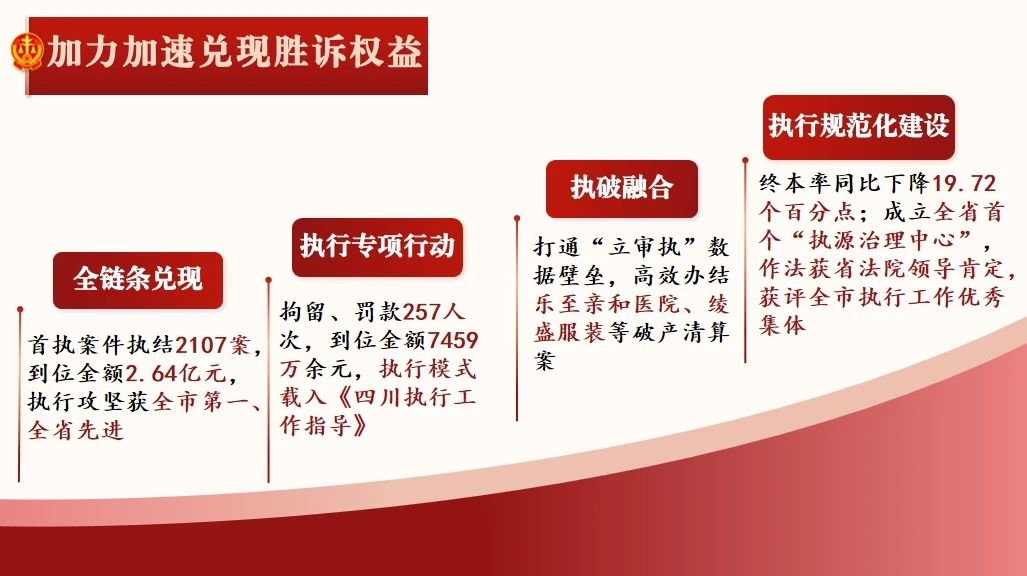 加力加速兑现胜诉权益
全链条兑现
首执案件执结2107案，
到位金额2.64亿元，
执行攻坚获全市第一、
全省先进
执行专项行动
拘留、罚款257人
次，到位金额7459
万余元，执行模式
载入《四川执行工
作指导》
执破融合
打通“立审执”数
据壁垒，高效办结
乐至亲和医院、绫
盛服装等破产清算
案
执行规范化建设
终本率同比下降19.72
个百分点；成立全省首
个“执源治理中心”，
作法获省法院领导肯定，
获评全市执行工作优秀
集体